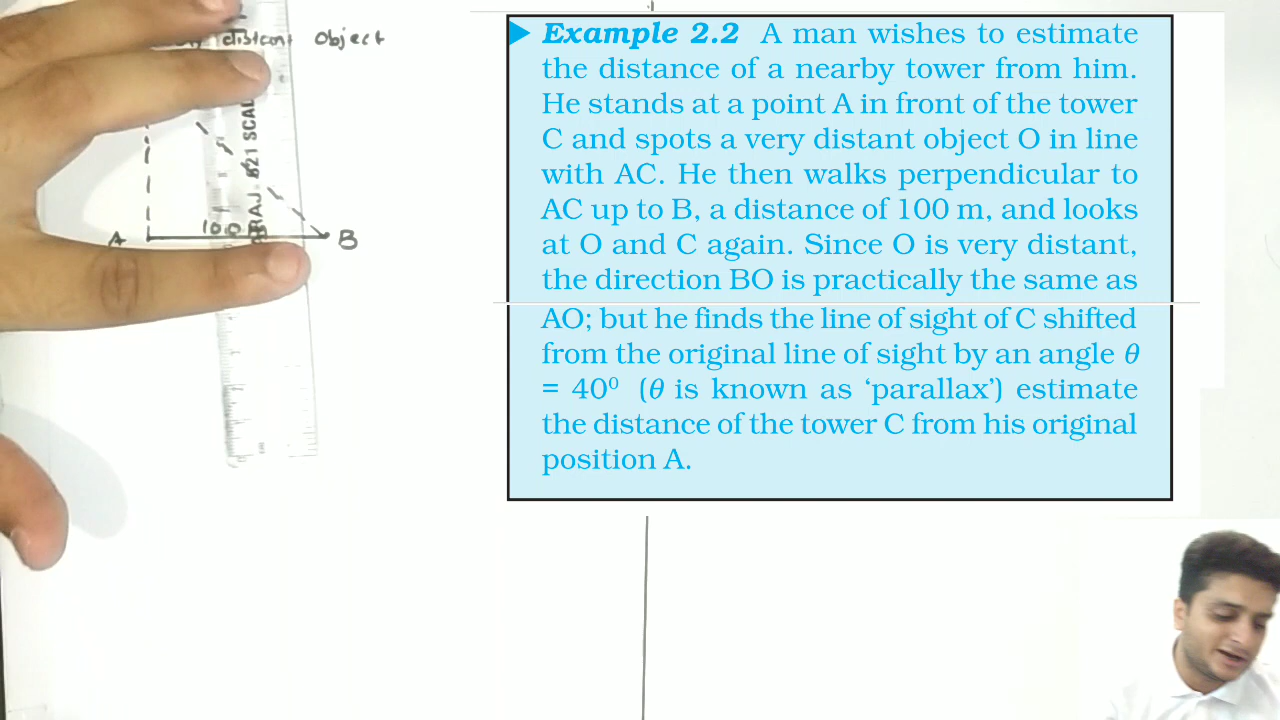 distant object
A
100
B
Example 2.2 A man wishes to estimate
the distance of a nearby tower from him.
He stands at a point A in front of the tower
C and spots a very distant object O in line
with AC. He then walks perpendicular to
AC up to B, a distance of 100 m, and looks
at O and C again. Since O is very distant,
the direction BO is practically the same as
AO; but he finds the line of sight of C shifted
from the original line of sight by an angle θ
= 40⁰ (θ is known as ‘parallax’) estimate
the distance of the tower C from his original
position A.